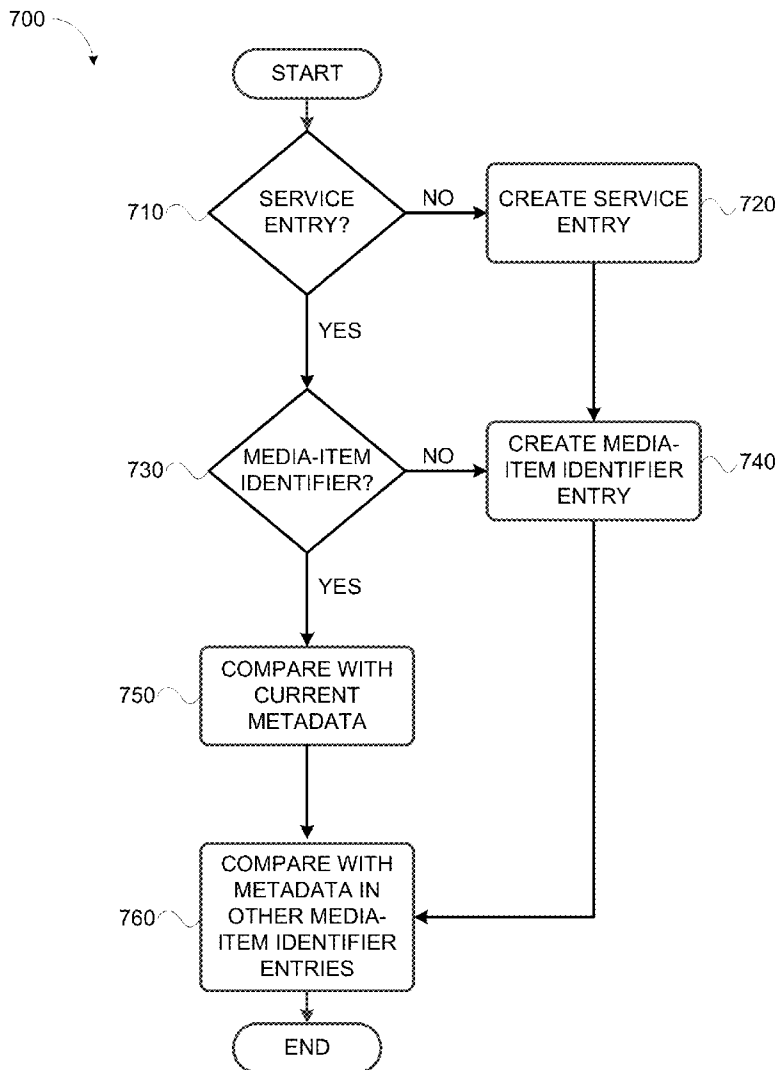 700
START
710
SERVICE
ENTRY?
NO
CREATE SERVICE
ENTRY
720
YES
730
MEDIA-ITEM
IDENTIFIER?
NO
CREATE MEDIA-
ITEM IDENTIFIER
ENTRY
740
YES
750
COMPARE WITH
CURRENT
METADATA
760
COMPARE WITH
METADATA IN
OTHER MEDIA-
ITEM IDENTIFIER
ENTRIES
END